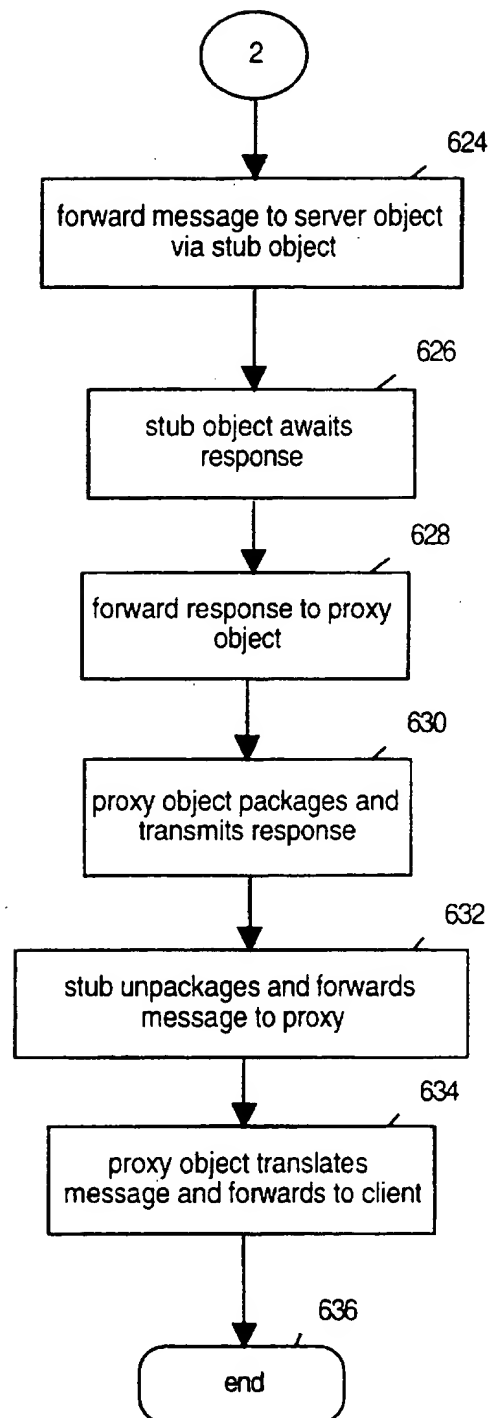 2
624
forward message to server object
via stub object
626
stub object awaits
response
628
forward response to proxy
object
630
proxy object packages and
transmits response
632
stub unpackages and forwards
message to proxy
634
proxy object translates
message and forwards to client
636
end